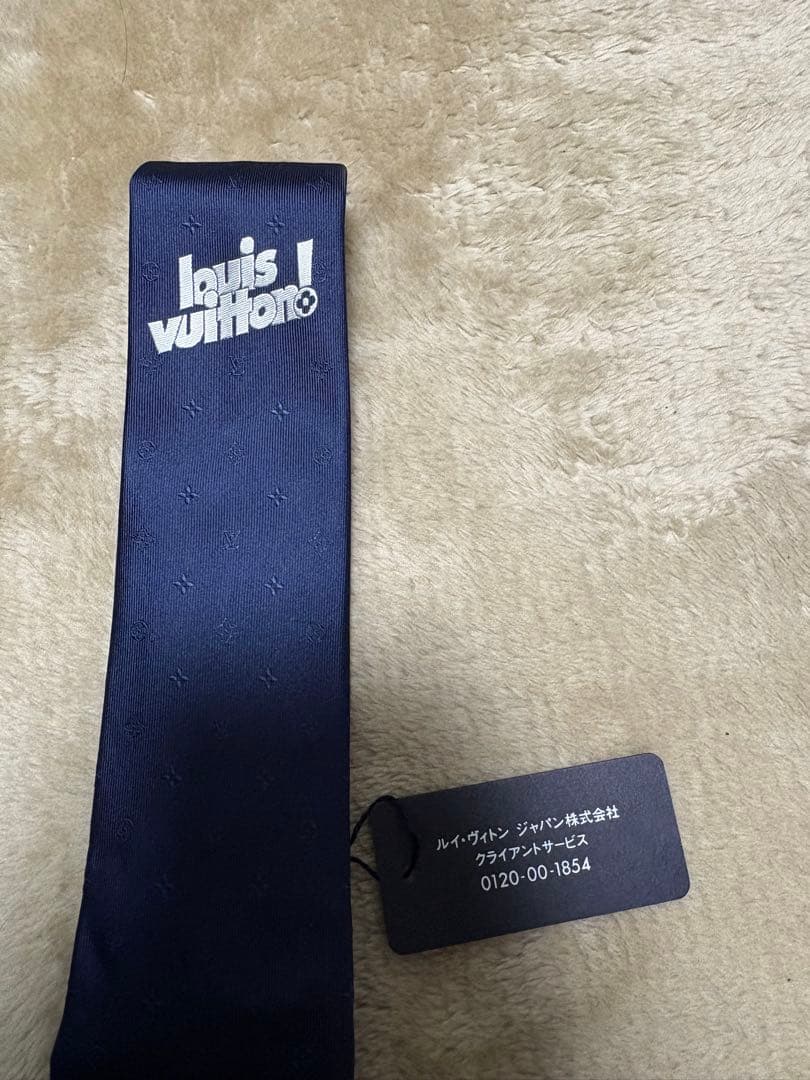 louis
vuitton!
ルイ・ヴィトン ジャパン株式会社
クライアントサービス
0120-00-1854